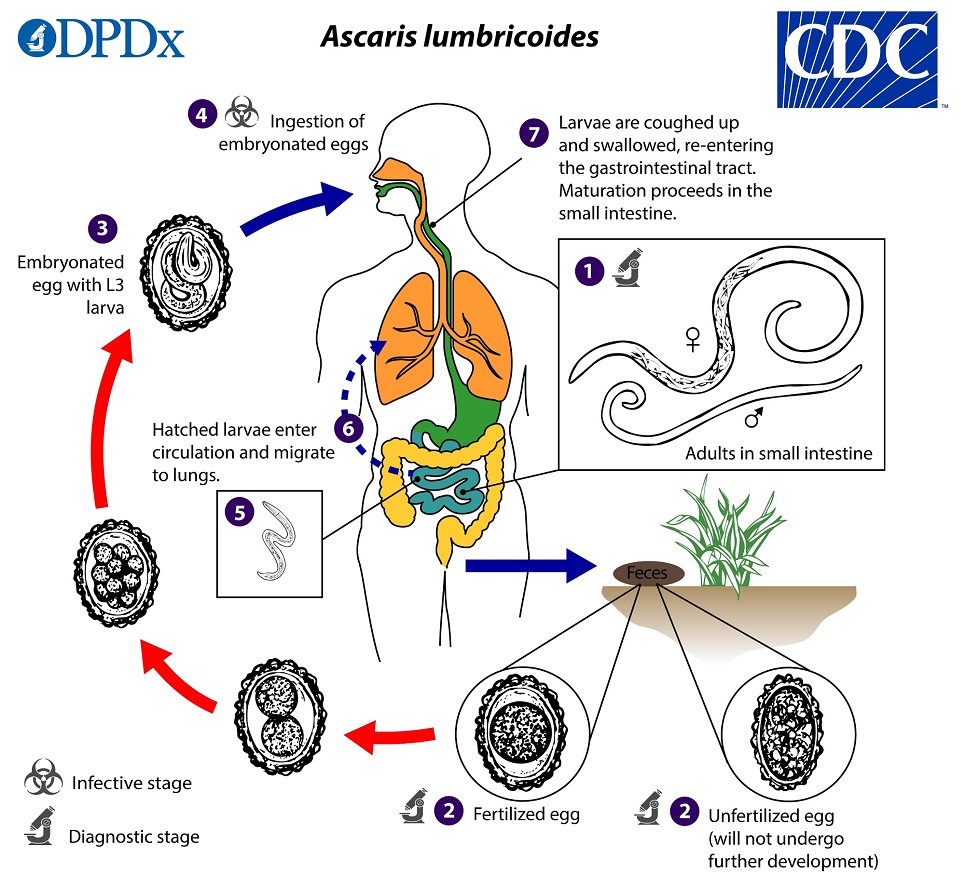 DPDx
Ascaris lumbricoides
CDC
TM
4
Ingestion of
embryonated eggs
7
Larvae are coughed up
and swallowed, re-entering
the gastrointestinal tract.
Maturation proceeds in the
small intestine.
3
Embryonated
egg with L3
larva
1
♀
♂
Adults in small intestine
6
Hatched larvae enter
circulation and migrate
to lungs.
5
Feces
2
Fertilized egg
2
Unfertilized egg
(will not undergo
further development)
Infective stage
Diagnostic stage